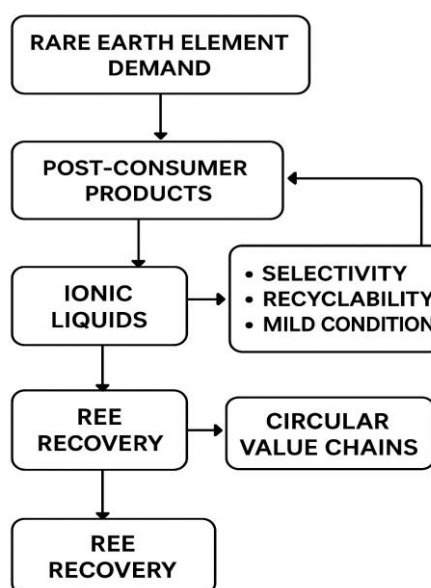 RARE EARTH ELEMENT
DEMAND
POST-CONSUMER
PRODUCTS
IONIC
LIQUIDS
• SELECTIVITY
• RECYCLABILITY
• MILD CONDITION
REE
RECOVERY
CIRCULAR
VALUE CHAINS
REE
RECOVERY